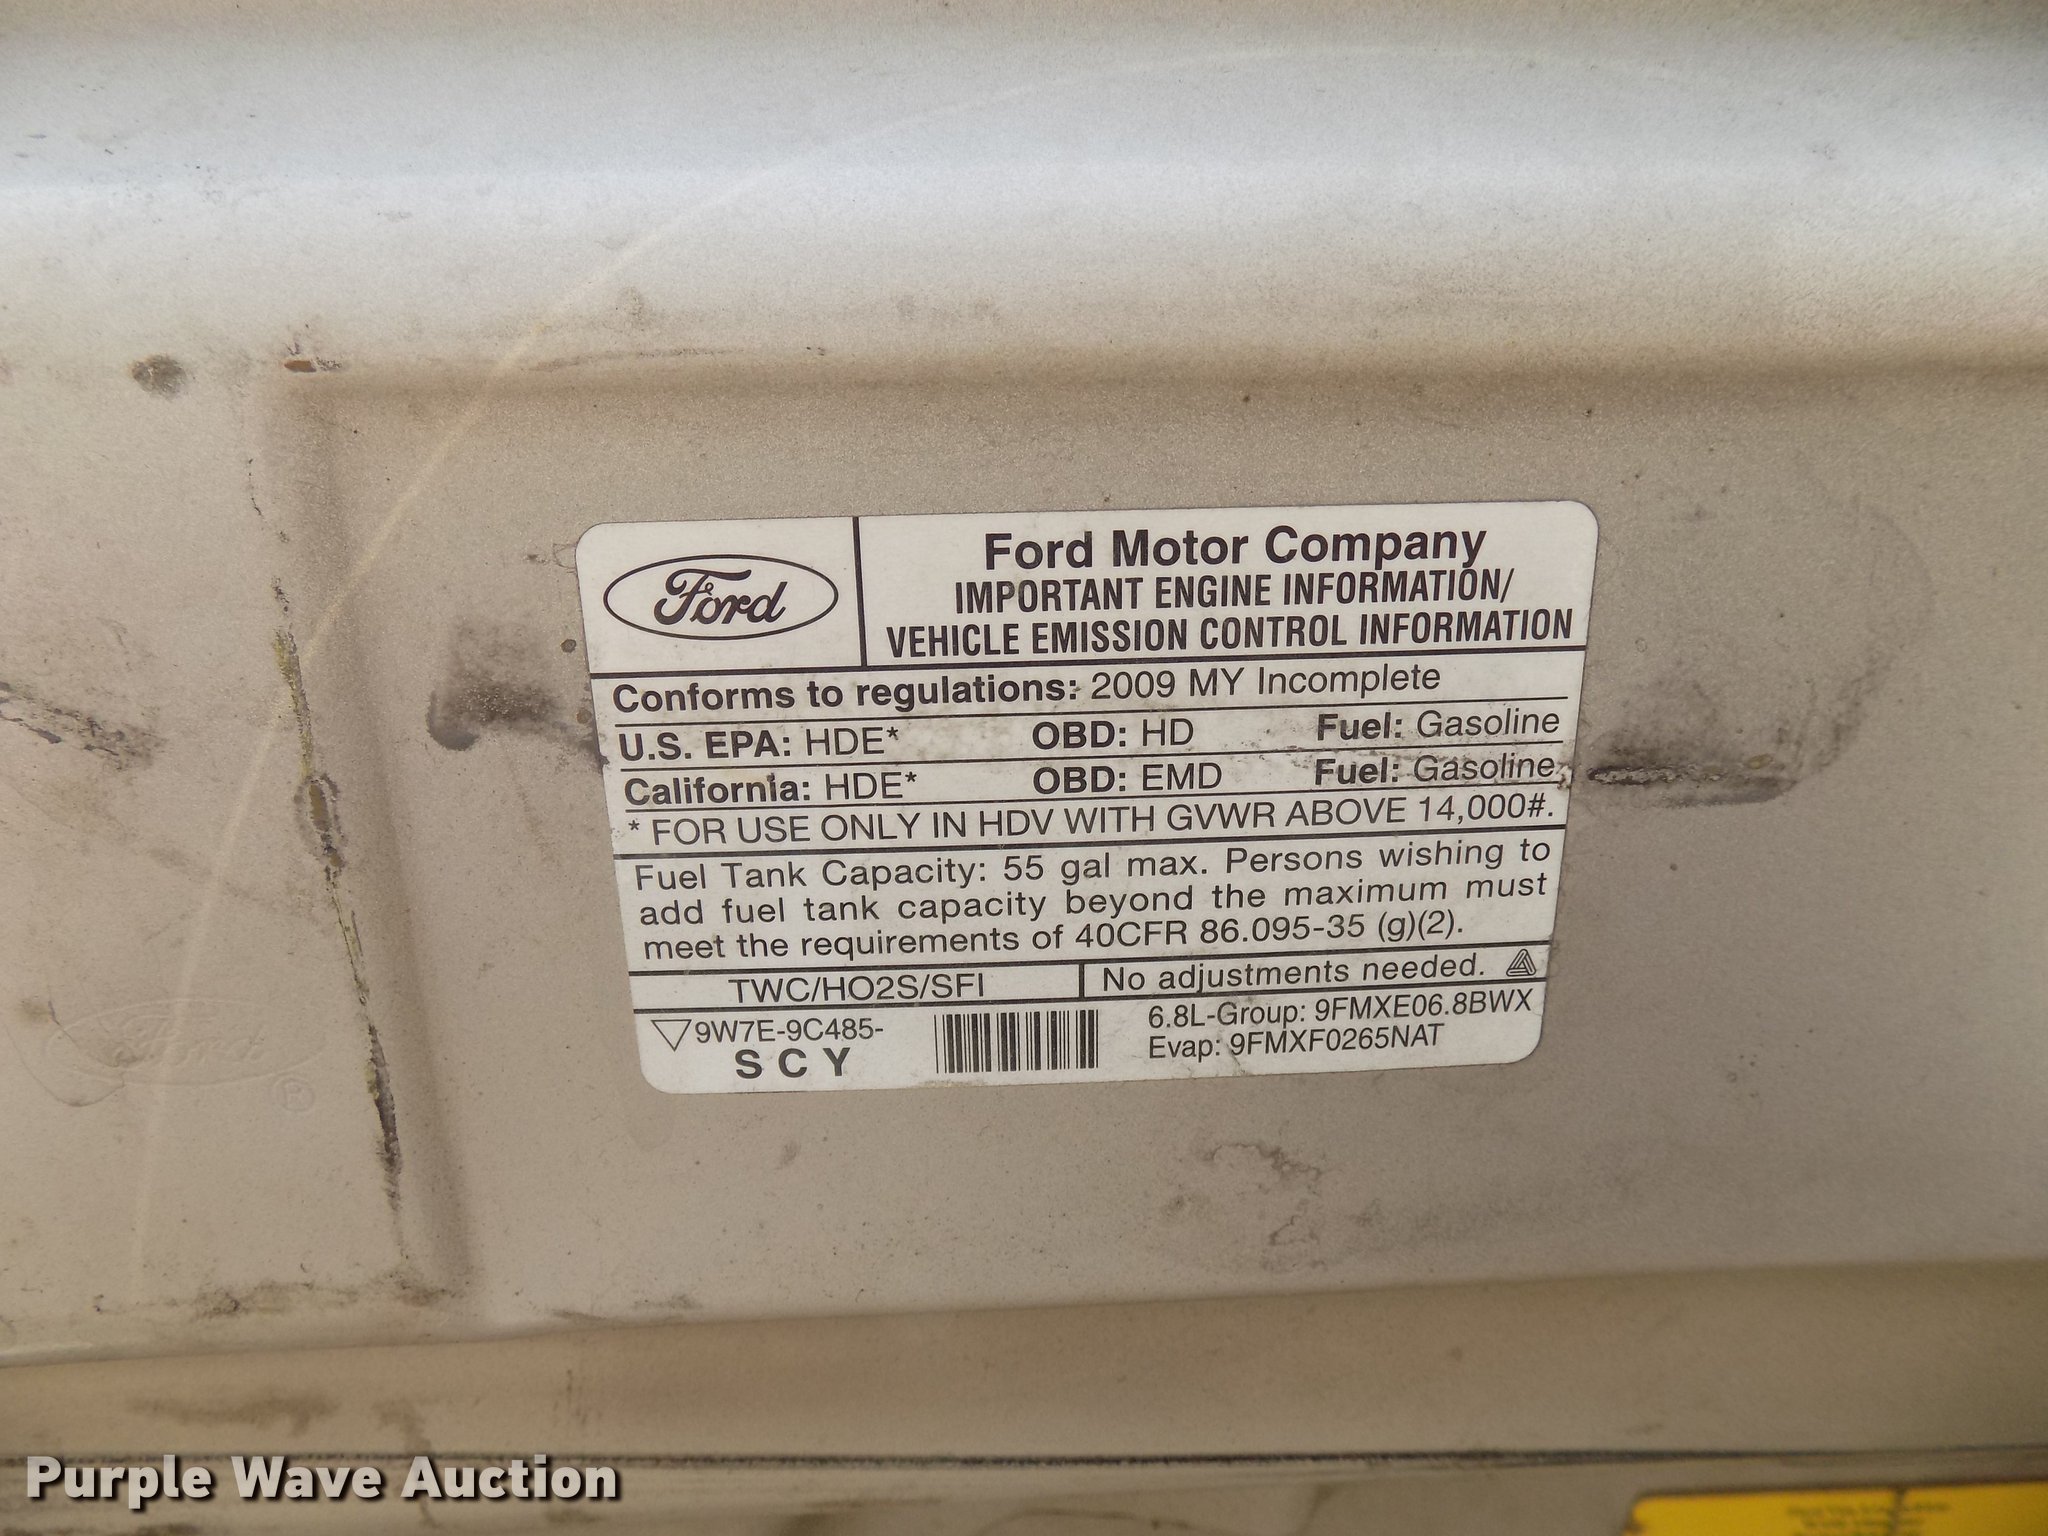 Ford
Ford Motor Company
IMPORTANT ENGINE INFORMATION/
VEHICLE EMISSION CONTROL INFORMATION
Conforms to regulations: 2009 MY Incomplete
U.S. EPA: HDE* OBD: HD Fuel: Gasoline
California: HDE* OBD: EMD Fuel: Gasoline
* FOR USE ONLY IN HDV WITH GVWR ABOVE 14,000#.
Fuel Tank Capacity: 55 gal max. Persons wishing to
add fuel tank capacity beyond the maximum must
meet the requirements of 40CFR 86.095-35 (g)(2).
TWC/HO2S/SFI No adjustments needed.
9W7E-9C485-
SCY
6.8L-Group: 9FMXE06.8BWX
Evap: 9FMXF0265NAT
Ford
®
Purple Wave Auction